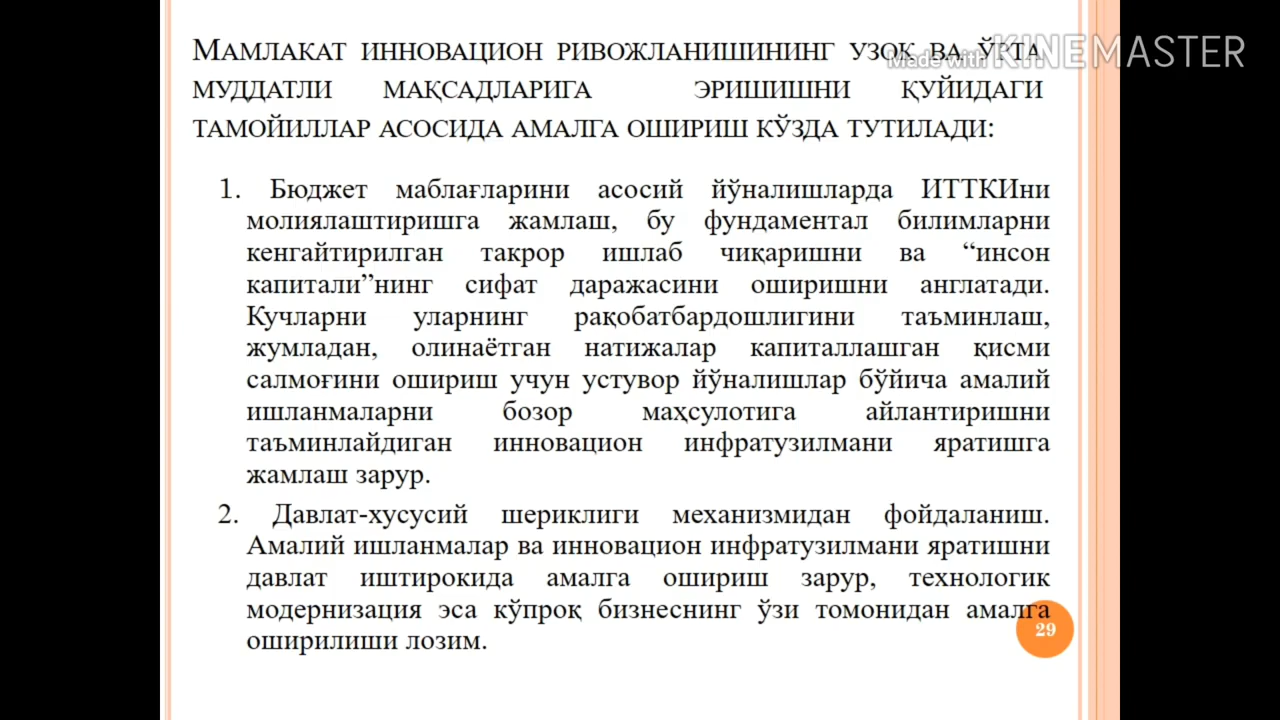 Мамлакат инновацион ривожланишининг узоқ ва ўрта
Made with KINEMASTER
муддатли мақсадларига эришишни қуйидаги
тамойиллар асосида амалга ошириш кўзда тутилади:
1. Бюджет маблағларини асосий йўналишларда ИТТКИни
молиялаштиришга жамлаш, бу фундаментал билимларни
кенгайтирилган такрор ишлаб чиқаришни ва “инсон
капитали”нинг сифат даражасини оширишни англатади.
Кучларни уларнинг рақобатбардошлигини таъминлаш,
жумладан, олинаётган натижалар капиталлашган қисми
салмоғини ошириш учун устувор йўналишлар бўйича амалий
ишланмаларни бозор маҳсулотига айлантиришни
таъминлайдиган инновацион инфратузилмани яратишга
жамлаш зарур.
2. Давлат-хусусий шериклиги механизмидан фойдаланиш.
Амалий ишланмалар ва инновацион инфратузилмани яратишни
давлат иштирокида амалга ошириш зарур, технологик
модернизация эса кўпроқ бизнеснинг ўзи томонидан амалга
оширилиши лозим.
29